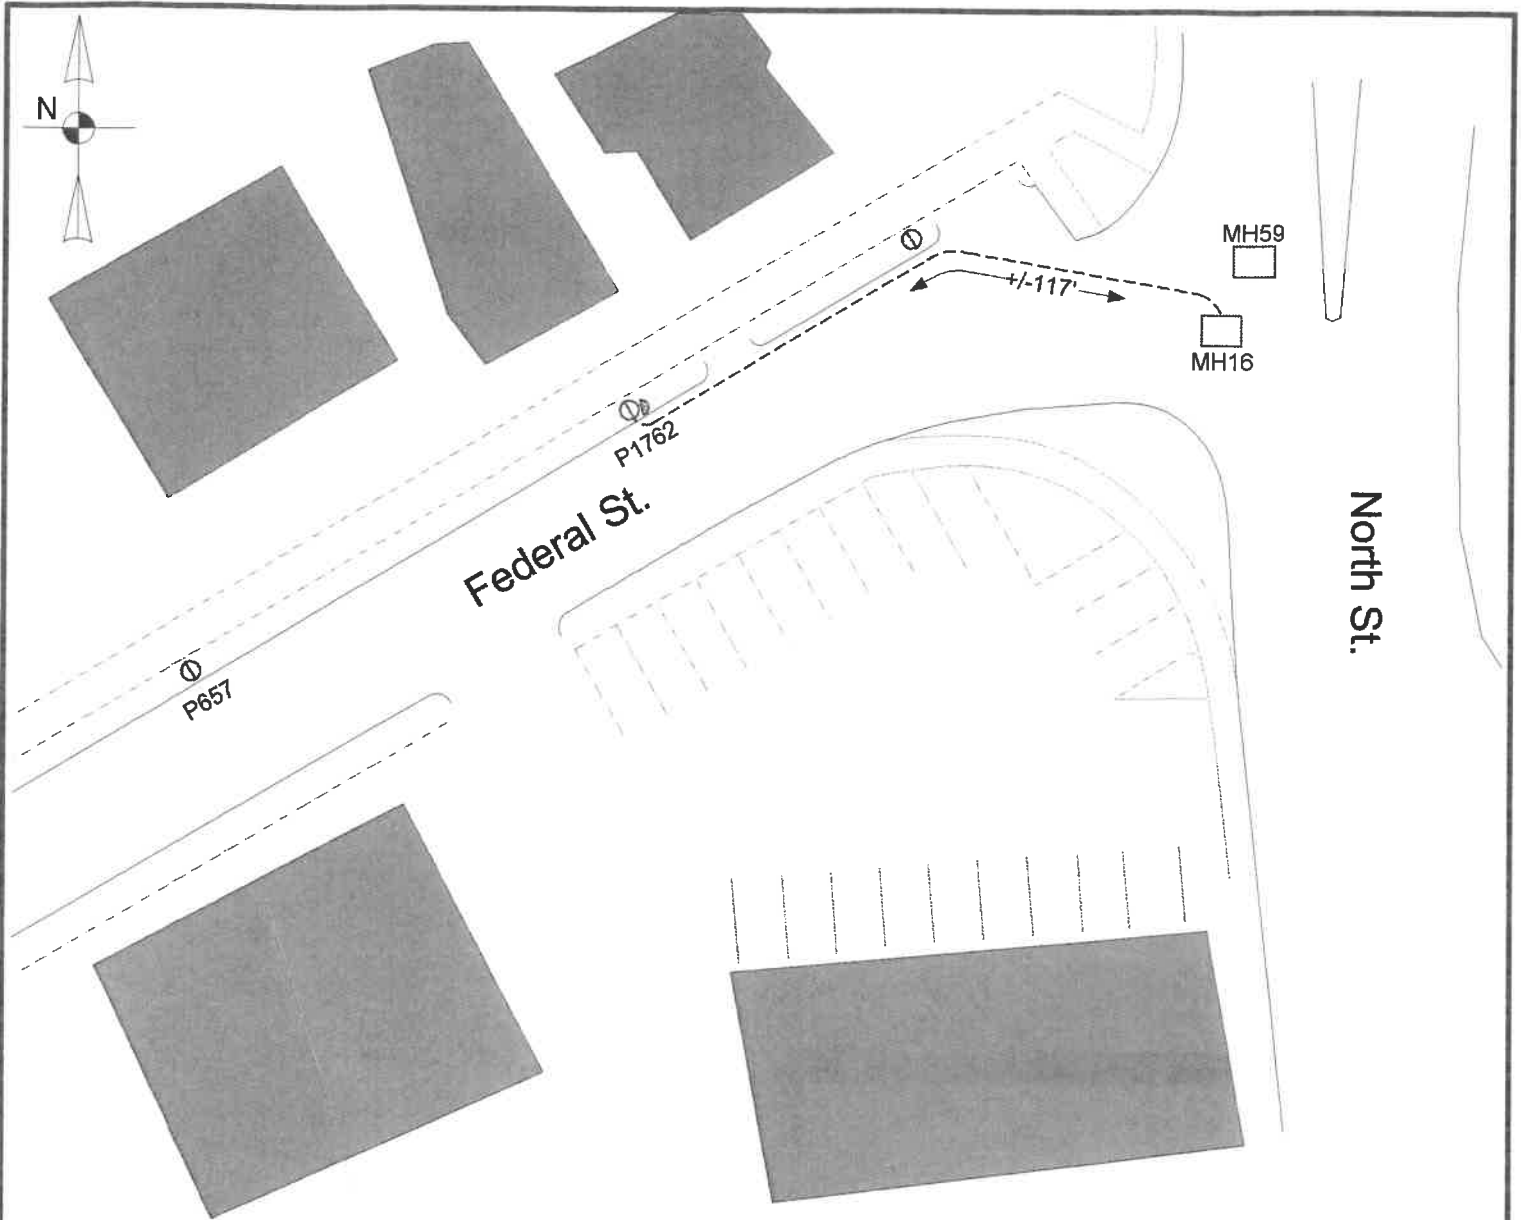 N
MH59
+/-117'
MH16
P1762
Federal St.
North St.
P657